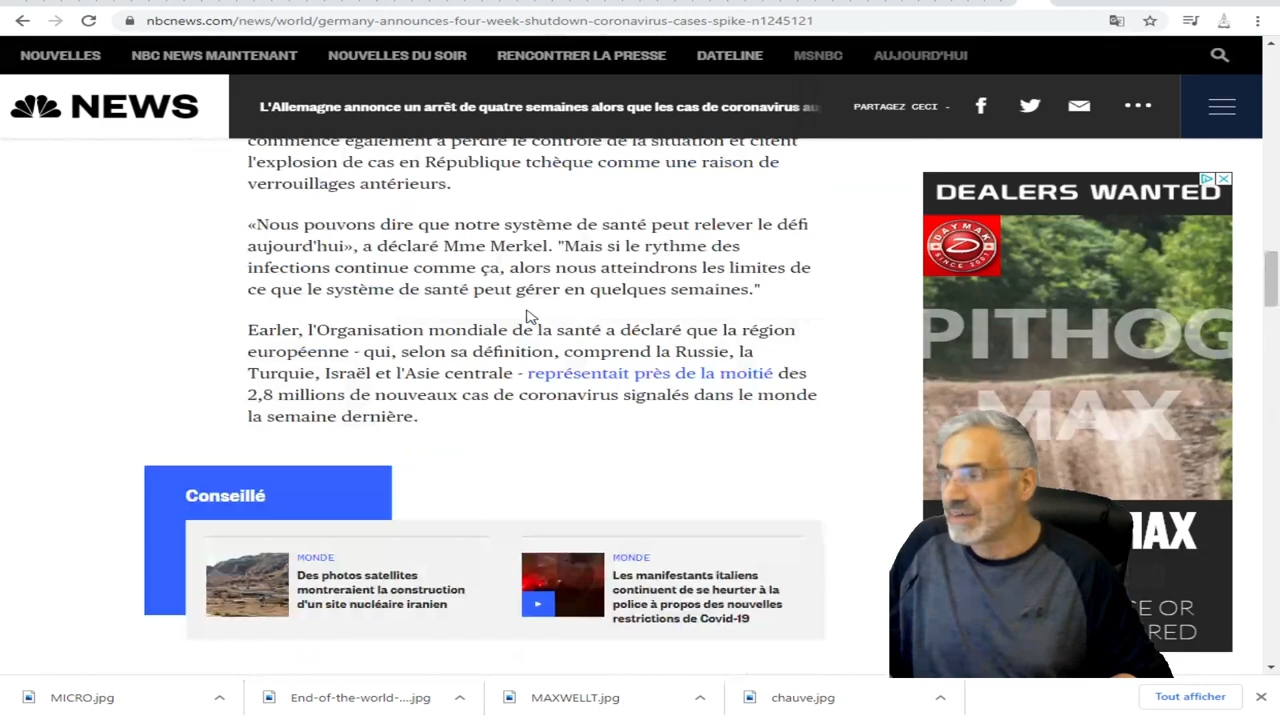 nbcnews.com/news/world/germany-announces-four-week-shutdown-coronavirus-cases-spike-n1245121
NOUVELLES NBC NEWS MAINTENANT NOUVELLES DU SOIR RENCONTRER LA PRESSE DATELINE MSNBC AUJOURD'HUI
NEWS L'Allemagne annonce un arrêt de quatre semaines alors que les cas de coronavirus au PARTAGEZ CECI -
commence également à perdre le contrôle de la situation et citent
l'explosion de cas en République tchèque comme une raison de
verrouillages antérieurs.
«Nous pouvons dire que notre système de santé peut relever le défi
aujourd'hui», a déclaré Mme Merkel. "Mais si le rythme des
infections continue comme ça, alors nous atteindrons les limites de
ce que le système de santé peut gérer en quelques semaines."
Earler, l'Organisation mondiale de la santé a déclaré que la région
européenne - qui, selon sa définition, comprend la Russie, la
Turquie, Israël et l'Asie centrale - représentait près de la moitié des
2,8 millions de nouveaux cas de coronavirus signalés dans le monde
la semaine dernière.
DEALERS WANTED
DAYMAK
SINCE 2001
PITHOG
MAX
IAX
SE OR
RED
Conseillé
MONDE
Des photos satellites
montreraient la construction
d'un site nucléaire iranien
MONDE
Les manifestants italiens
continuent de se heurter à la
police à propos des nouvelles
restrictions de Covid-19
MICRO.jpg End-of-the-world-....jpg MAXWELLT.jpg chauve.jpg Tout afficher